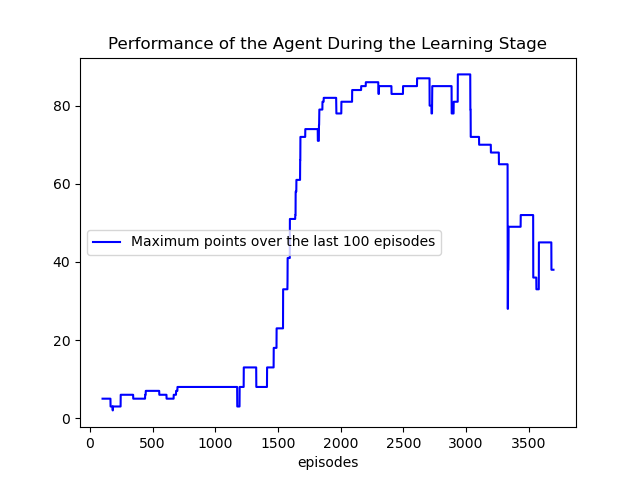 Performance of the Agent During the Learning Stage
80
60
40
20
0
Maximum points over the last 100 episodes
0 500 1000 1500 2000 2500 3000 3500
episodes